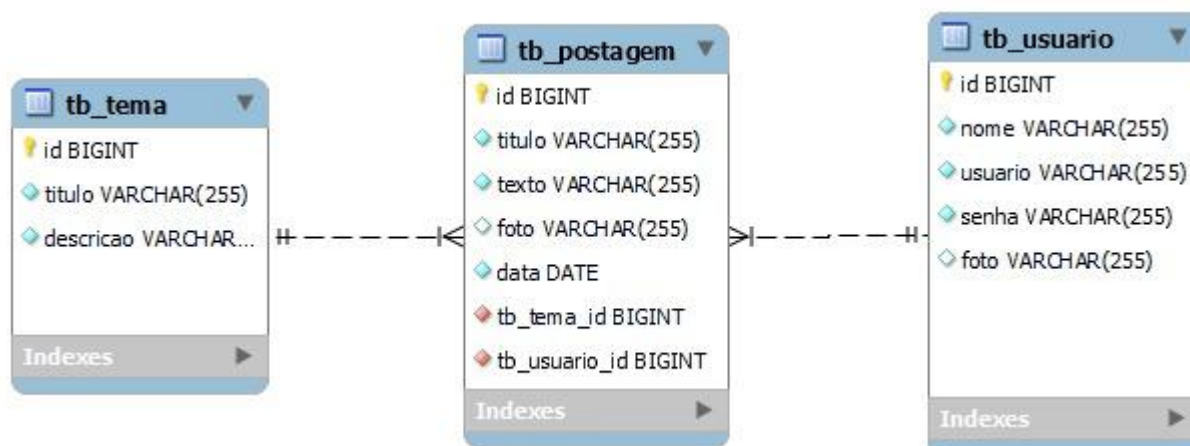 tb_tema
id BIGINT
titulo VARCHAR(255)
descricao VARCHAR...
Indexes
tb_postagem
id BIGINT
titulo VARCHAR(255)
texto VARCHAR(255)
foto VARCHAR(255)
data DATE
tb_tema_id BIGINT
tb_usuario_id BIGINT
Indexes
tb_usuario
id BIGINT
nome VARCHAR(255)
usuario VARCHAR(255)
senha VARCHAR(255)
foto VARCHAR(255)
Indexes